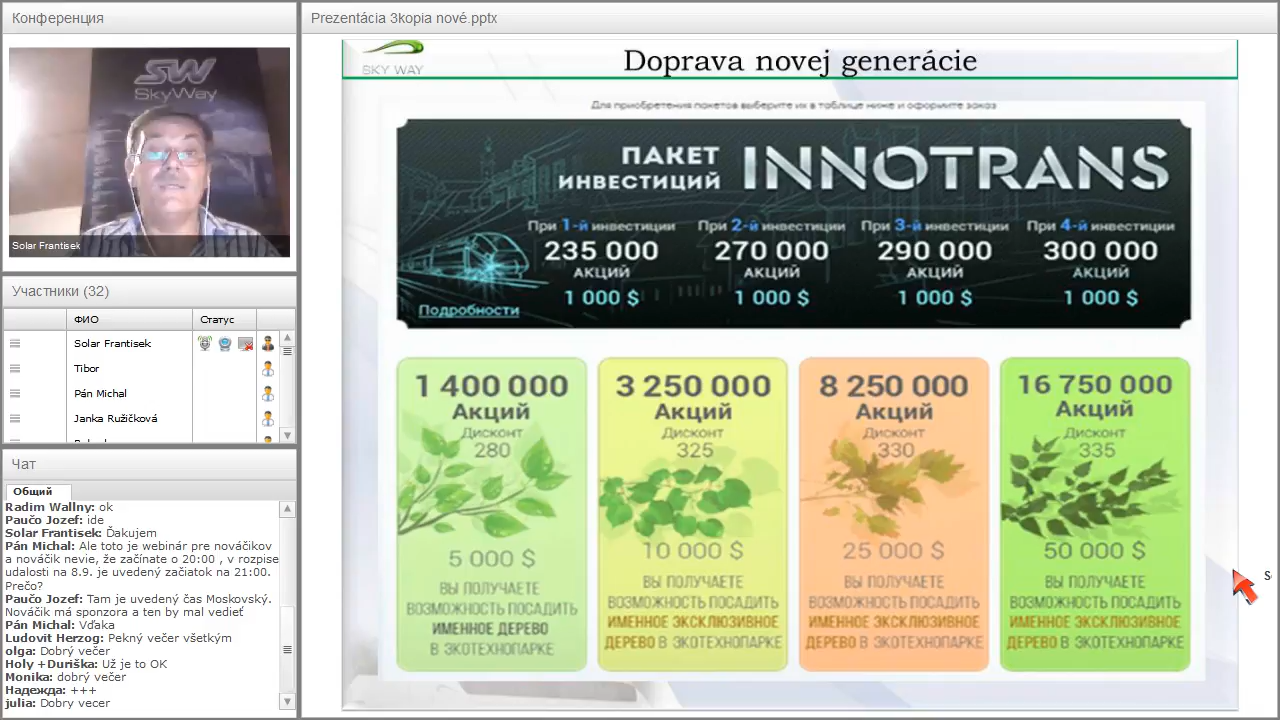 Конференция
SW
SkyWay
Solar Frantisek
Участники (32)
ФИО
Статус
Solar Frantisek
Tibor
Pán Michal
Janka Ružičková
Чат
Общий
Radim Wallny: ok
Paučo Jozef: ide
Solar Frantisek: Ďakujem
Pán Michal: Ale toto je webinár pre nováčikov
a nováčik nevie, že začínate o 20:00 , v rozpise
udalosti na 8.9. je uvedený začiatok na 21:00.
Prečo?
Paučo Jozef: Tam je uvedený čas Moskovský.
Nováčik má sponzora a ten by mal vedieť
Pán Michal: Vďaka
Ludovit Herzog: Pekný večer všetkým
olga: Dobrý večer
Holy +Duriška: Už je to OK
Monika: dobrý večer
Надежда: +++
julia: Dobry vecer
Prezentácia 3kopia nové.pptx
SKY WAY
Doprava novej generácie
Для приобретения пакетов выберите их в таблице ниже и оформите заказ
ПАКЕТ
ИНВЕСТИЦИЙ
INNOTRANS
При 1-й инвестиции
235 000
АКЦИЙ
1 000 $
При 2-й инвестиции
270 000
АКЦИЙ
1 000 $
При 3-й инвестиции
290 000
АКЦИЙ
1 000 $
При 4-й инвестиции
300 000
АКЦИЙ
1 000 $
Подробности
1 400 000
Акций
Дисконт
280
5 000 $
ВЫ ПОЛУЧАЕТЕ
ВОЗМОЖНОСТЬ ПОСАДИТЬ
ИМЕННОЕ ДЕРЕВО
В ЭКОТЕХНОПАРКЕ
3 250 000
Акций
Дисконт
325
10 000 $
ВЫ ПОЛУЧАЕТЕ
ВОЗМОЖНОСТЬ ПОСАДИТЬ
ИМЕННОЕ ЭКСКЛЮЗИВНОЕ
ДЕРЕВО В ЭКОТЕХНОПАРКЕ
8 250 000
Акций
Дисконт
330
25 000 $
ВЫ ПОЛУЧАЕТЕ
ВОЗМОЖНОСТЬ ПОСАДИТЬ
ИМЕННОЕ ЭКСКЛЮЗИВНОЕ
ДЕРЕВО В ЭКОТЕХНОПАРКЕ
16 750 000
Акций
Дисконт
335
50 000 $
ВЫ ПОЛУЧАЕТЕ
ВОЗМОЖНОСТЬ ПОСАДИТЬ
ИМЕННОЕ ЭКСКЛЮЗИВНОЕ
ДЕРЕВО В ЭКОТЕХНОПАРКЕ